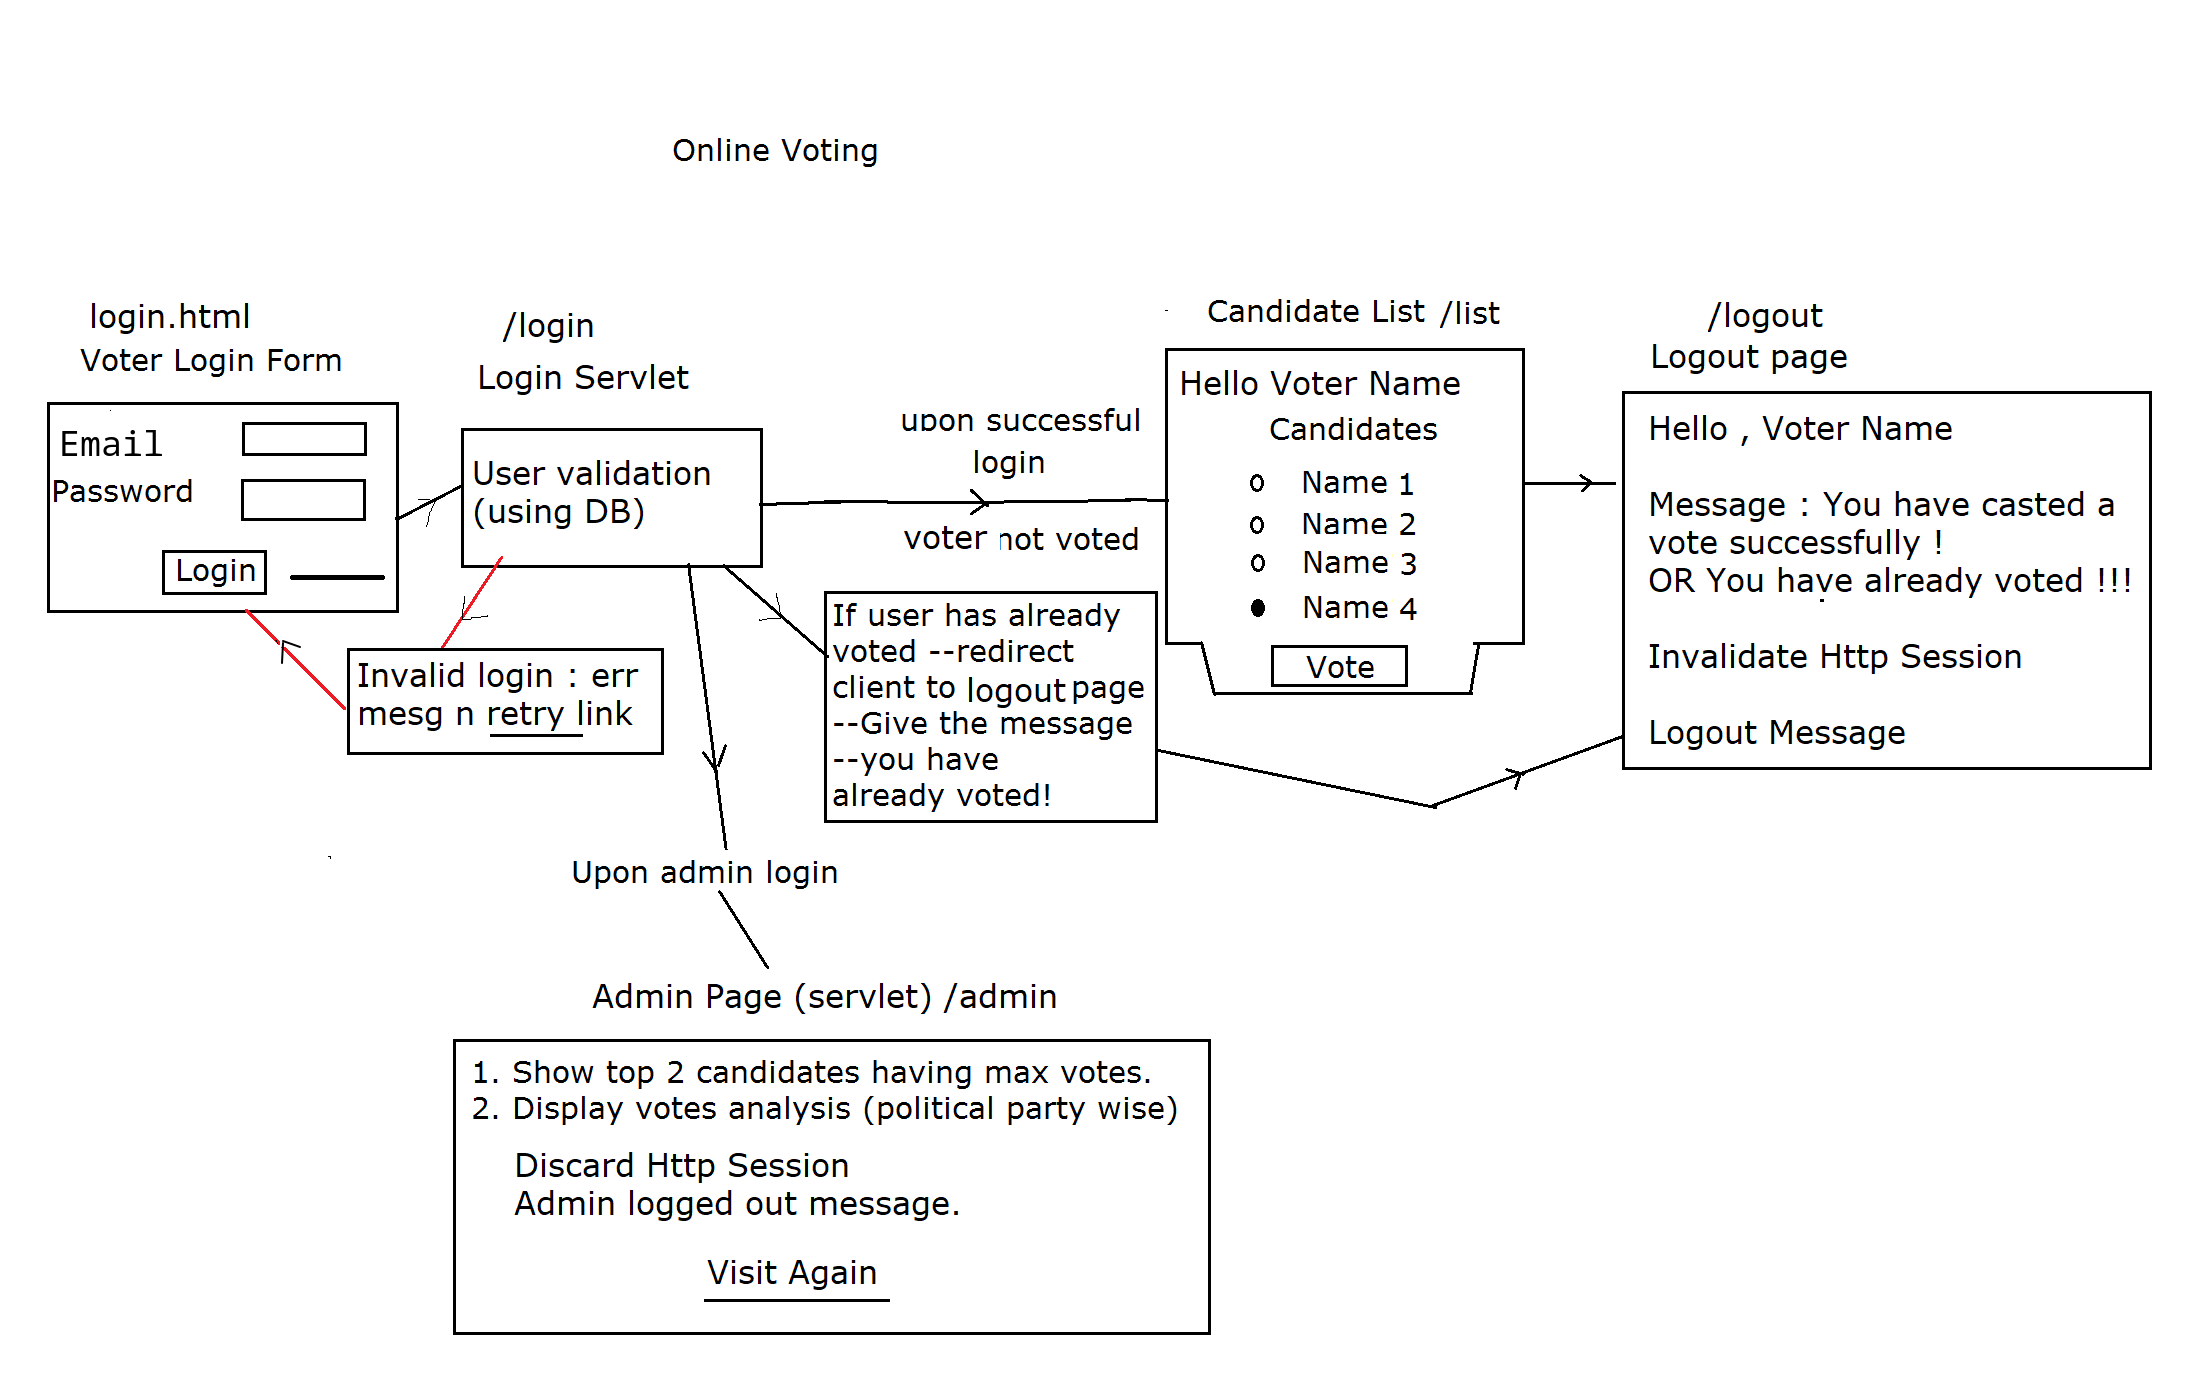 Online Voting
login.html
Voter Login Form
Email
Password
Login
/login
Login Servlet
User validation
(using DB)
Invalid login : err
mesg n retry link
upon successful
login
voter not voted
If user has already
voted --redirect
client to logout page
--Give the message
--you have
already voted!
Candidate List /list
Hello Voter Name
Candidates
Name 1
Name 2
Name 3
Name 4
Vote
/logout
Logout page
Hello , Voter Name
Message : You have casted a
vote successfully !
OR You have already voted !!!
Invalidate Http Session
Logout Message
Upon admin login
Admin Page (servlet) /admin
1. Show top 2 candidates having max votes.
2. Display votes analysis (political party wise)
Discard Http Session
Admin logged out message.
Visit Again